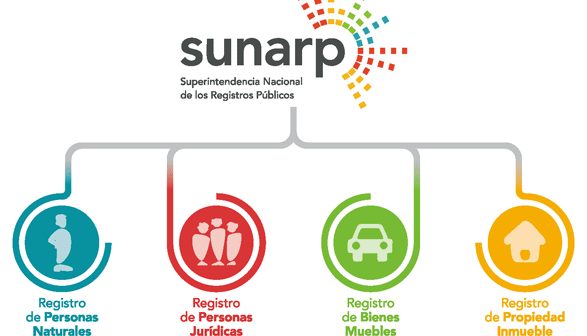 sunarp
Superintendencia Nacional
de los Registros Públicos
Registro
de Personas
Naturales
Registro
de Personas
Jurídicas
Registro
de Bienes
Muebles
Registro
de Propiedad
Inmueble